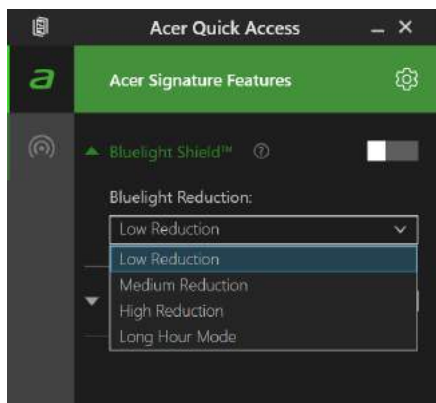 Acer Quick Access
a
Acer Signature Features
Bluelight Shield™
Bluelight Reduction:
Low Reduction
Low Reduction
Medium Reduction
High Reduction
Long Hour Mode